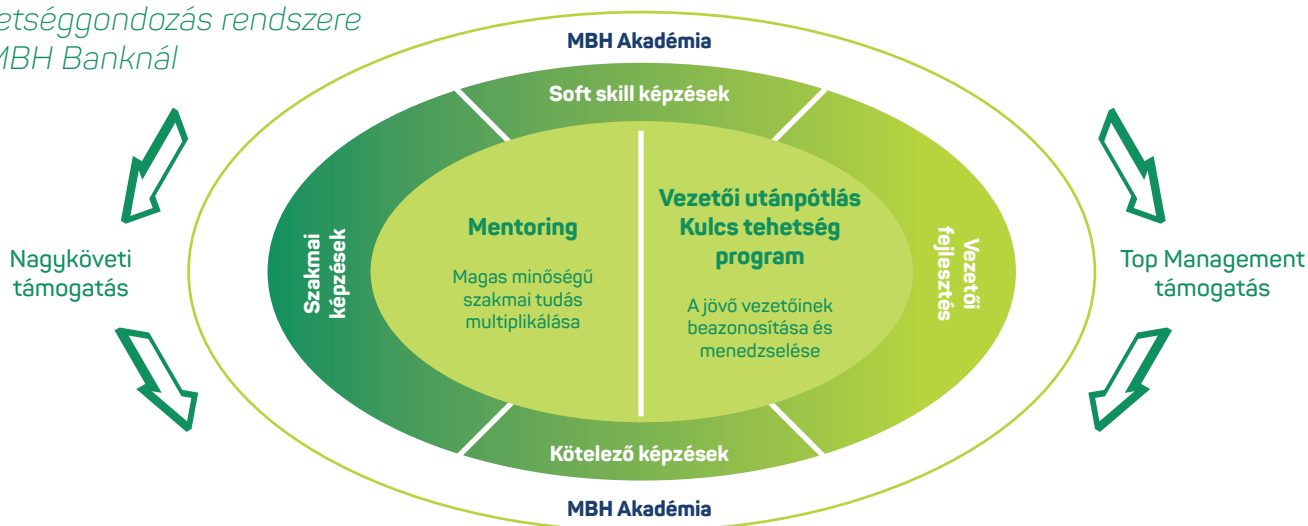 etséggondozás rendszere
MBH Banknál
MBH Akadémia
Soft skill képzések
Szakmai
képzések
Mentoring
Magas minőségű
szakmai tudás
multiplikálása
Vezetői utánpótlás
Kulcs tehetség
program
A jövő vezetőinek
beazonosítása és
menedzselése
Vezetői
fejlesztés
Nagyköveti
támogatás
Top Management
támogatás
Kötelező képzések
MBH Akadémia